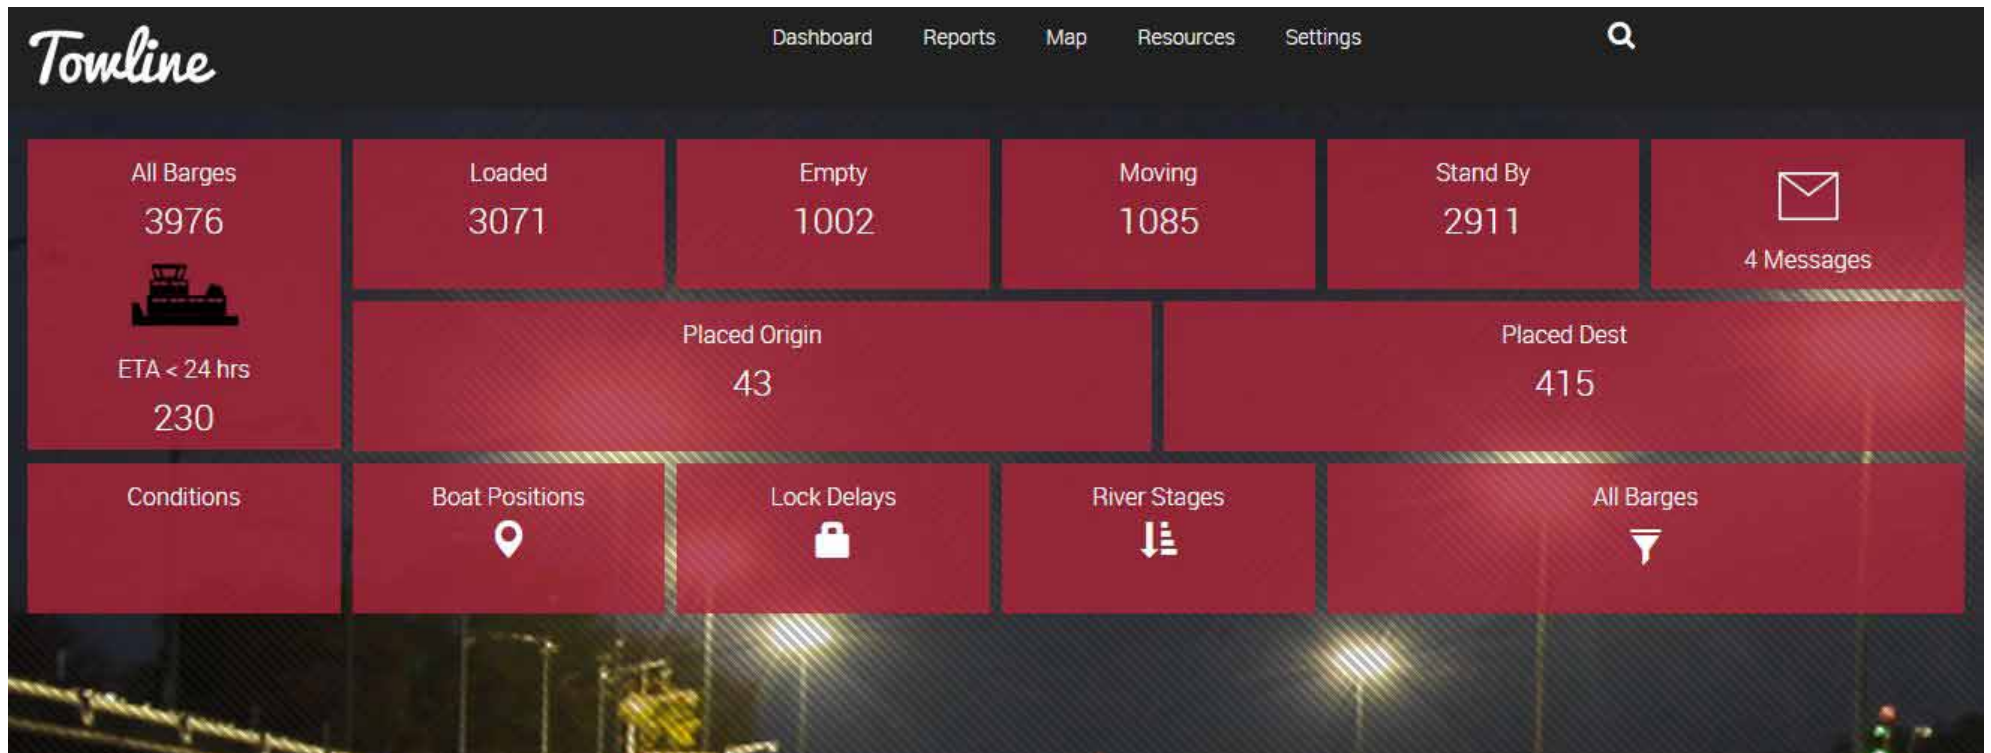 Towline
Dashboard Reports Map Resources Settings
All Barges
3976
ETA < 24 hrs
230
Loaded
3071
Empty
1002
Moving
1085
Stand By
2911
4 Messages
Placed Origin
43
Placed Dest
415
Conditions
Boat Positions
Lock Delays
River Stages
All Barges